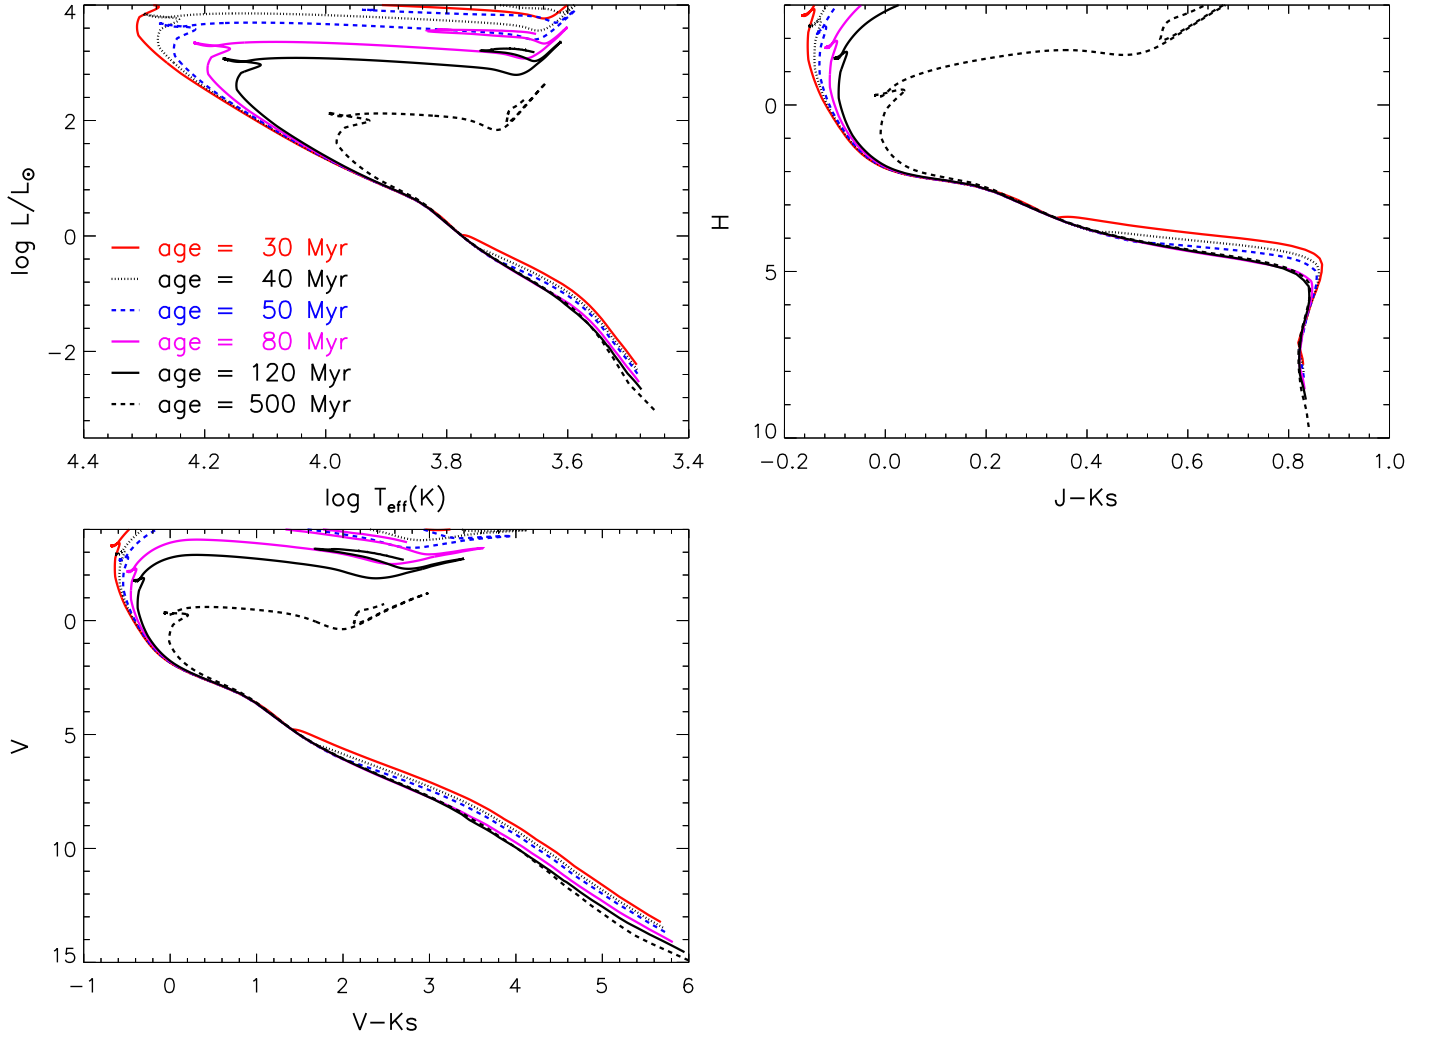 4
2
0
−2
log L/L☉
age = 30 Myr
age = 40 Myr
age = 50 Myr
age = 80 Myr
age = 120 Myr
age = 500 Myr
4.4 4.2 4.0 3.8 3.6 3.4
log Teff(K)
0
5
10
H
−0.2 0.0 0.2 0.4 0.6 0.8 1.0
J−Ks
0
5
10
15
V
−1 0 1 2 3 4 5 6
V−Ks